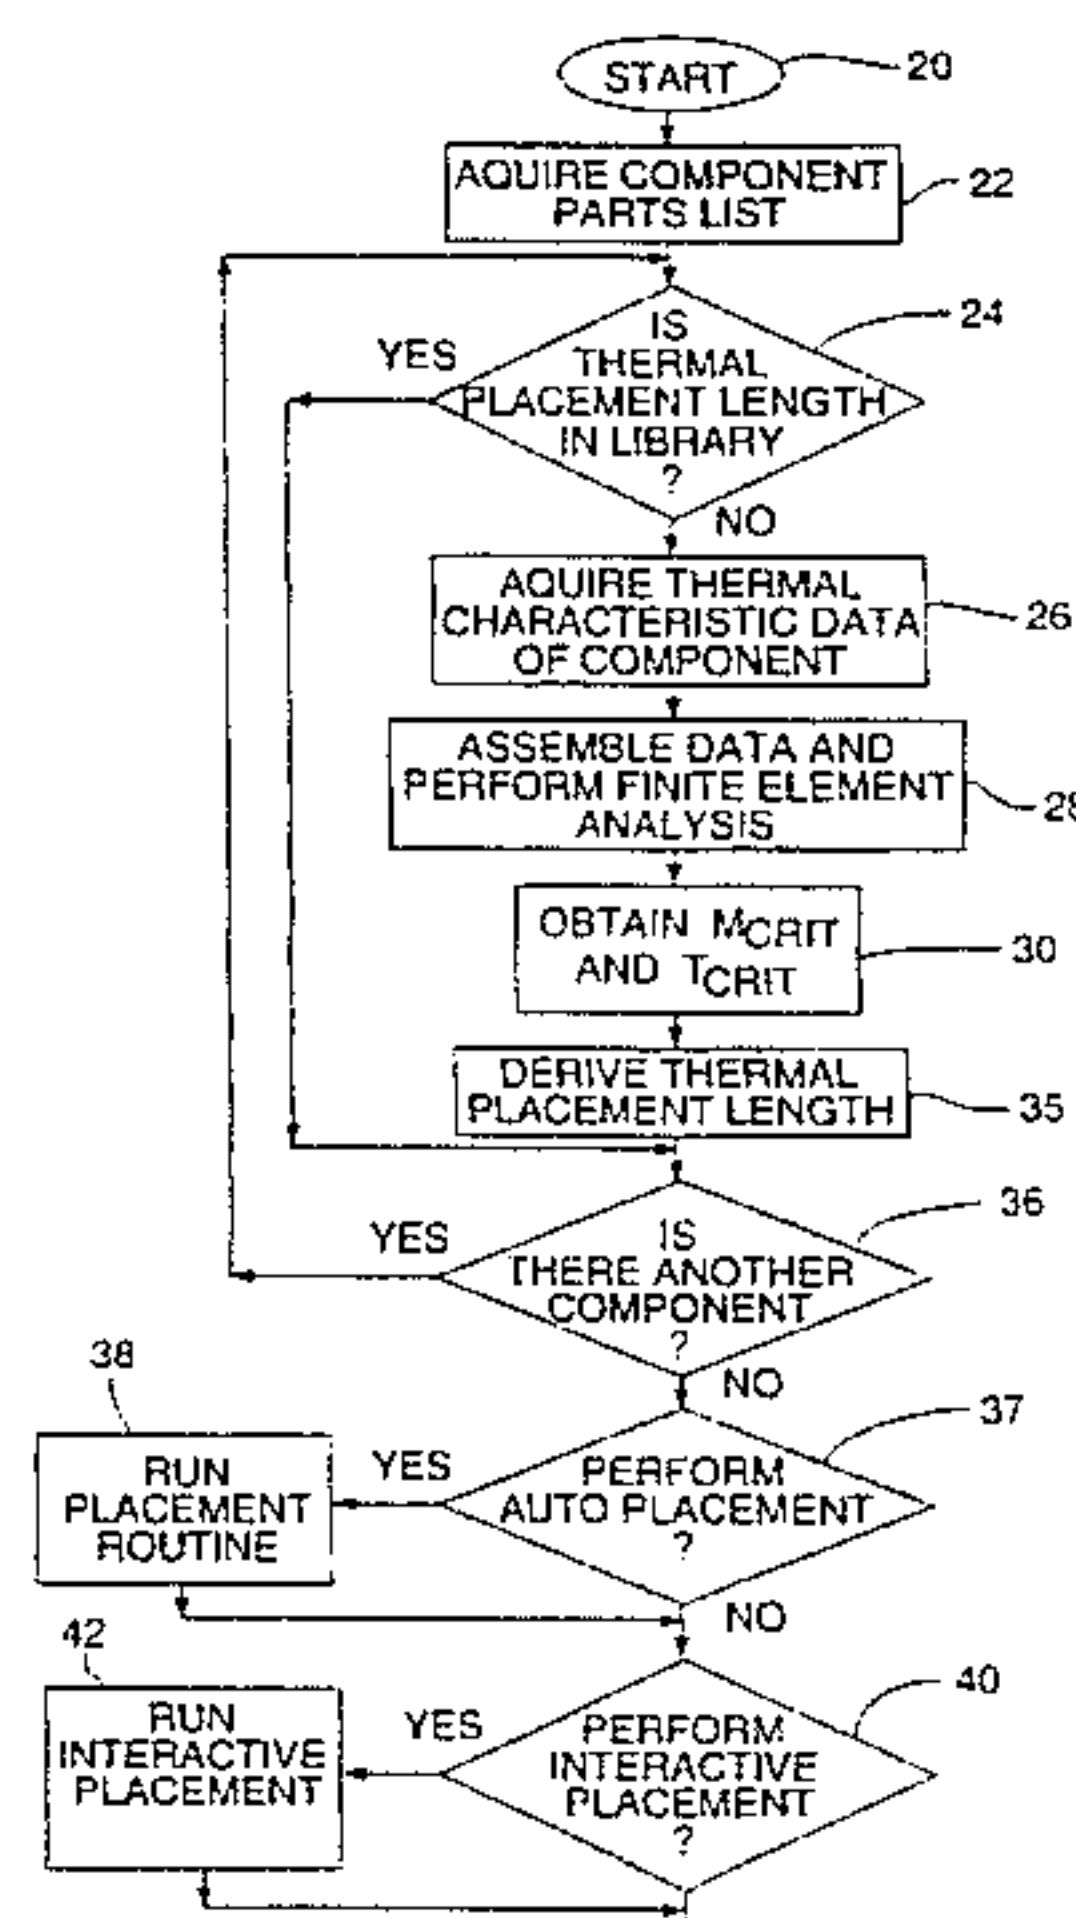 START
20
AQUIRE COMPONENT
PARTS LIST
22
IS
THERMAL
PLACEMENT LENGTH
IN LIBRARY
?
24
YES
NO
AQUIRE THERMAL
CHARACTERISTIC DATA
OF COMPONENT
26
ASSEMBLE DATA AND
PERFORM FINITE ELEMENT
ANALYSIS
28
OBTAIN MCRIT
AND TCRIT
30
DERIVE THERMAL
PLACEMENT LENGTH
35
IS
THERE ANOTHER
COMPONENT
?
36
YES
NO
PERFORM
AUTO PLACEMENT
?
37
YES
38
RUN
PLACEMENT
ROUTINE
NO
PERFORM
INTERACTIVE
PLACEMENT
?
40
YES
42
RUN
INTERACTIVE
PLACEMENT